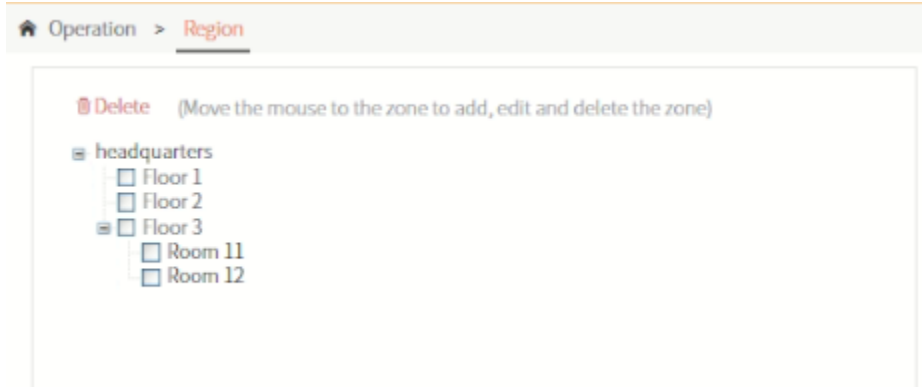 Operation > Region
Delete (Move the mouse to the zone to add, edit and delete the zone)
headquarters
Floor 1
Floor 2
Floor 3
Room 11
Room 12